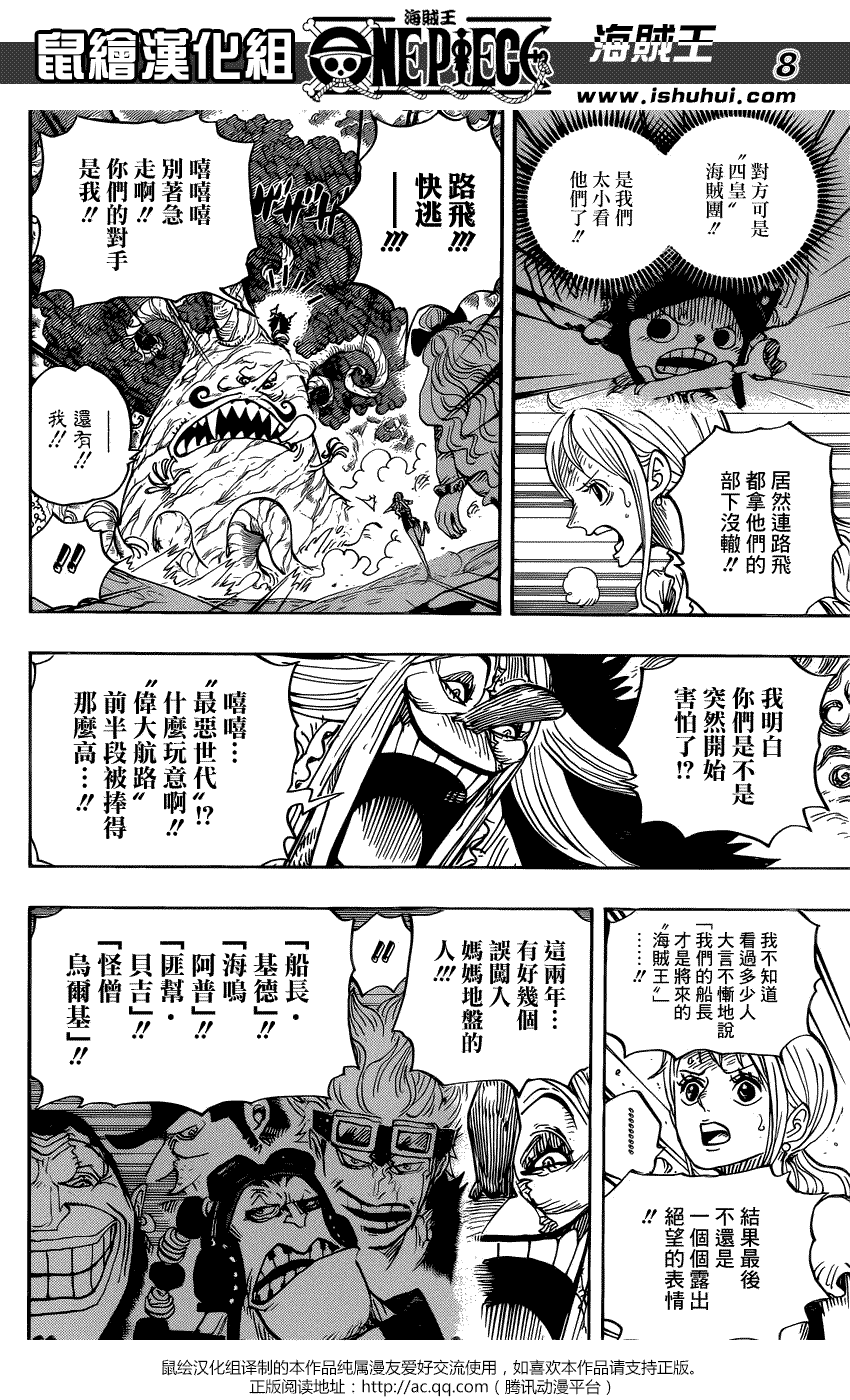 鼠繪漢化組
海賊王
ONE PIECE
海賊王
8
www.ishuhui.com
對方可是
“四皇”
海賊團!!
是我們
太小看
他們了!!
居然連路飛
都拿他們的
部下沒轍!!
路飛!!!
快逃
——!!!
嘻嘻嘻
別著急
走啊!!
你們的對手
是我!!
還有!!
——
我!!
!!
我明白
你們是不是
突然開始
害怕了!?
嘻嘻…
“最惡世代”!?
什麼玩意啊!!
“偉大航路”
前半段被捧得
那麼高…!!
我不知道
看過多少人
大言不慚地說
「我們的船長
才是將來的
“海賊王”」
……!!
………
結果最後
不還是
一個個露出
絕望的表情
!!
這兩年…
有好幾個
誤闖入
媽媽地盤的
人!!!
!!
「船長・
基德」!!
「海鳴
阿普」!!
「匪幫・
貝吉」!!
「怪僧
烏爾基」!!
鼠绘汉化组译制的本作品纯属漫友爱好交流使用，如喜欢本作品请支持正版。
正版阅读地址：http://ac.qq.com（腾讯动漫平台）